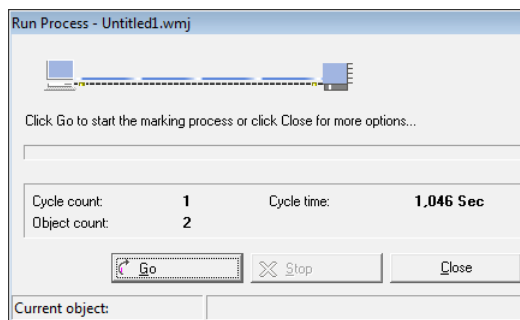 Run Process - Untitled1.wmj
Click Go to start the marking process or click Close for more options...
Cycle count: 1 Cycle time: 1,046 Sec
Object count: 2
Go Stop Close
Current object: